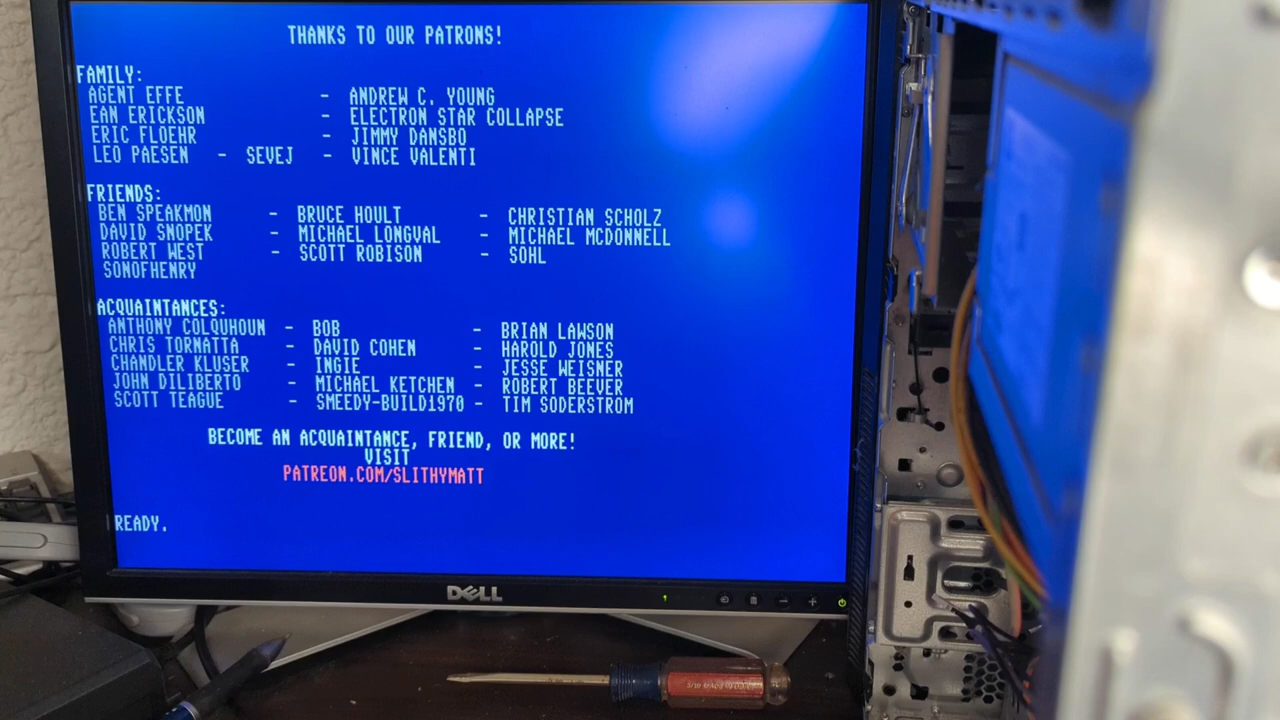 THANKS TO OUR PATRONS!
FAMILY:
AGENT EFFE - ANDREW C. YOUNG
EAN ERICKSON - ELECTRON STAR COLLAPSE
ERIC FLOEHR - JIMMY DANSBO
LEO PAESEN - SEVEJ - VINCE VALENTI
FRIENDS:
BEN SPEAKMON - BRUCE HOULT - CHRISTIAN SCHOLZ
DAVID SNOPEK - MICHAEL LONGVAL - MICHAEL MCDONNELL
ROBERT WEST - SCOTT ROBISON - SOHL
SONOFHENRY
ACQUAINTANCES:
ANTHONY COLQUHOUN - BOB - BRIAN LAWSON
CHRIS TORNATTA - DAVID COHEN - HAROLD JONES
CHANDLER KLUSER - INGIE - JESSE WEISNER
JOHN DILIBERTO - MICHAEL KETCHEN - ROBERT BEEVER
SCOTT TEAGUE - SMEEDY-BUILD1970 - TIM SODERSTROM
BECOME AN ACQUAINTANCE, FRIEND, OR MORE!
VISIT
PATREON.COM/SLITHYMATT
READY.
DELL